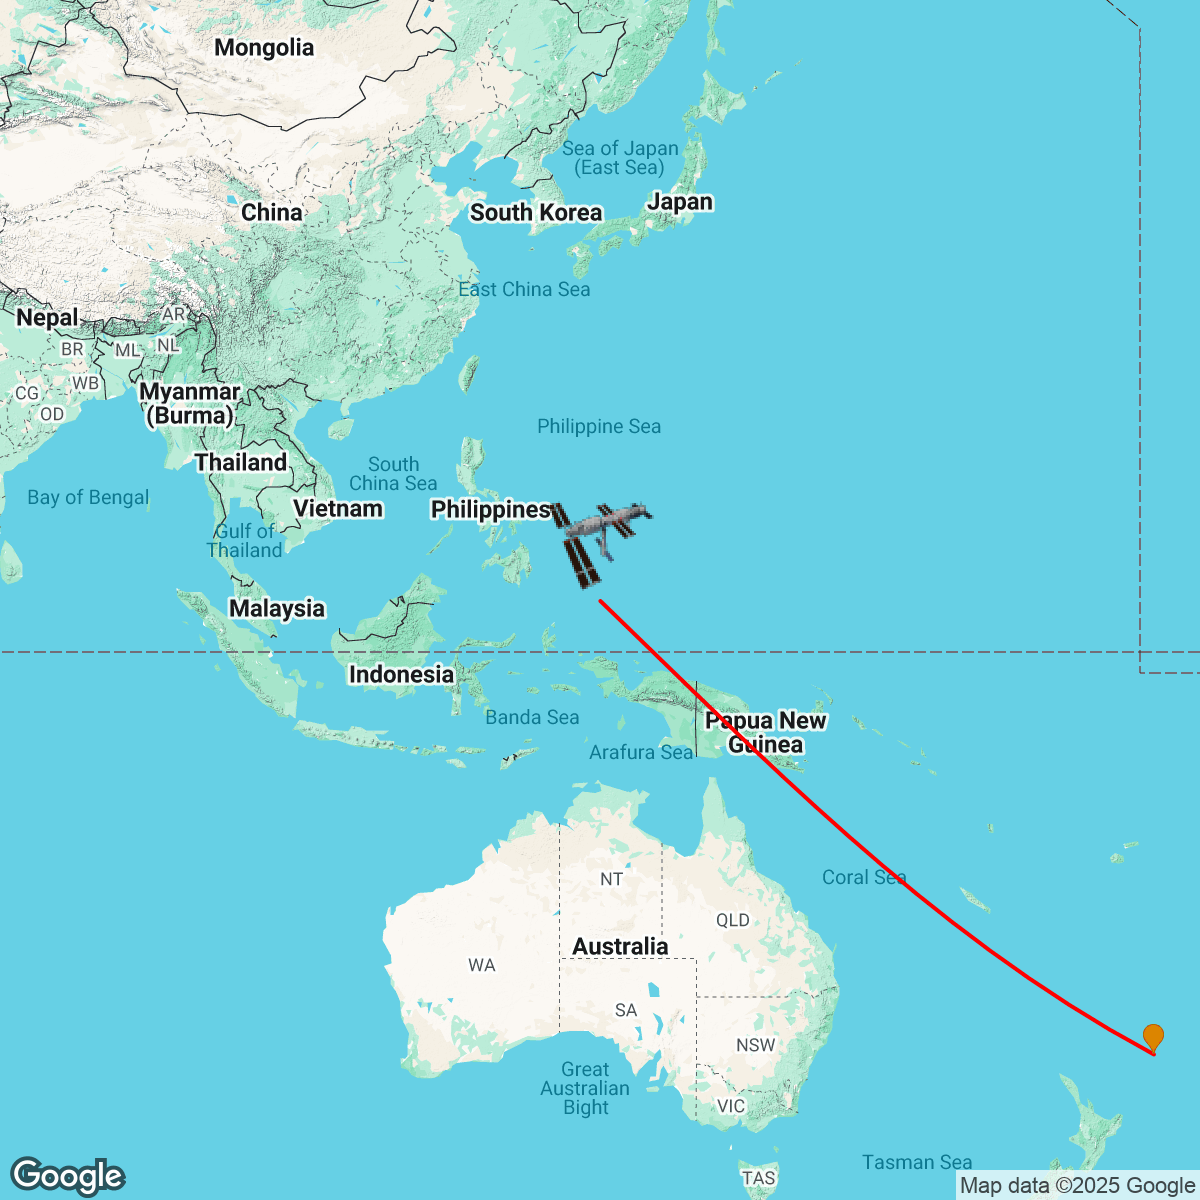 Mongolia
Sea of Japan
(East Sea)
Japan
China
South Korea
East China Sea
Nepal
AR
BR
ML
NL
WB
CG
OD
Myanmar
(Burma)
Philippine Sea
Thailand
South
China Sea
Bay of Bengal
Vietnam
Philippines
Gulf of
Thailand
Malaysia
Indonesia
Banda Sea
Papua New
Guinea
Arafura Sea
NT
Coral Sea
QLD
Australia
WA
SA
NSW
Great
Australian
Bight
VIC
Tasman Sea
TAS
Google
Map data ©2025 Google